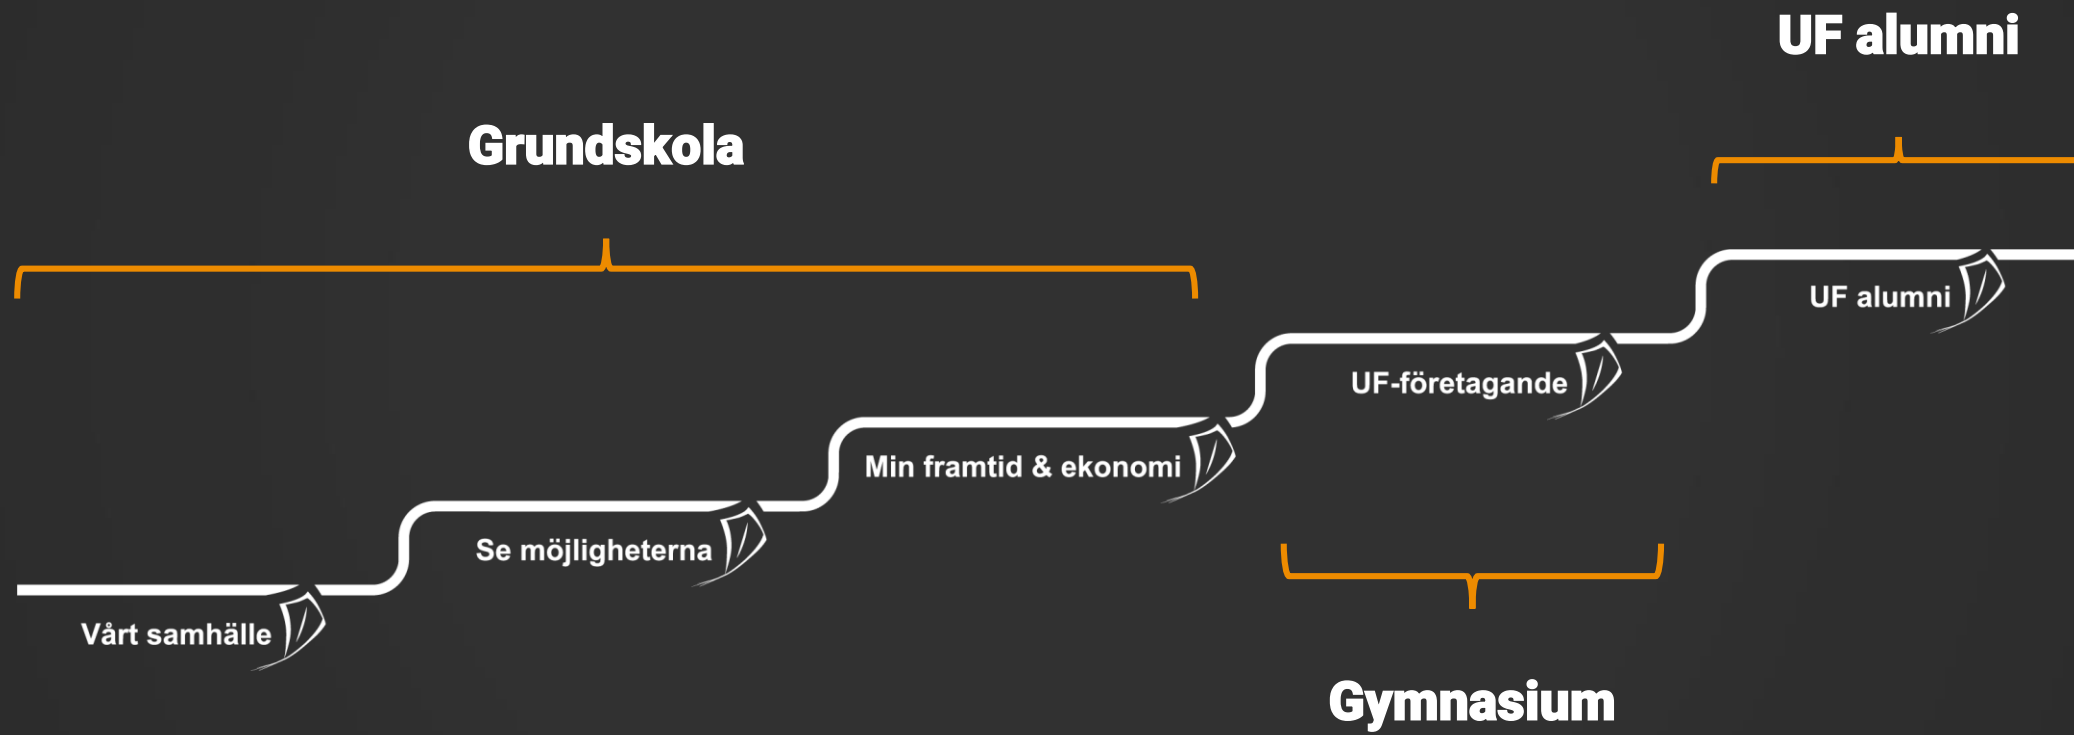 UF alumni
Grundskola
UF alumni
UF-företagande
Min framtid & ekonomi
Se möjligheterna
Vårt samhälle
Gymnasium